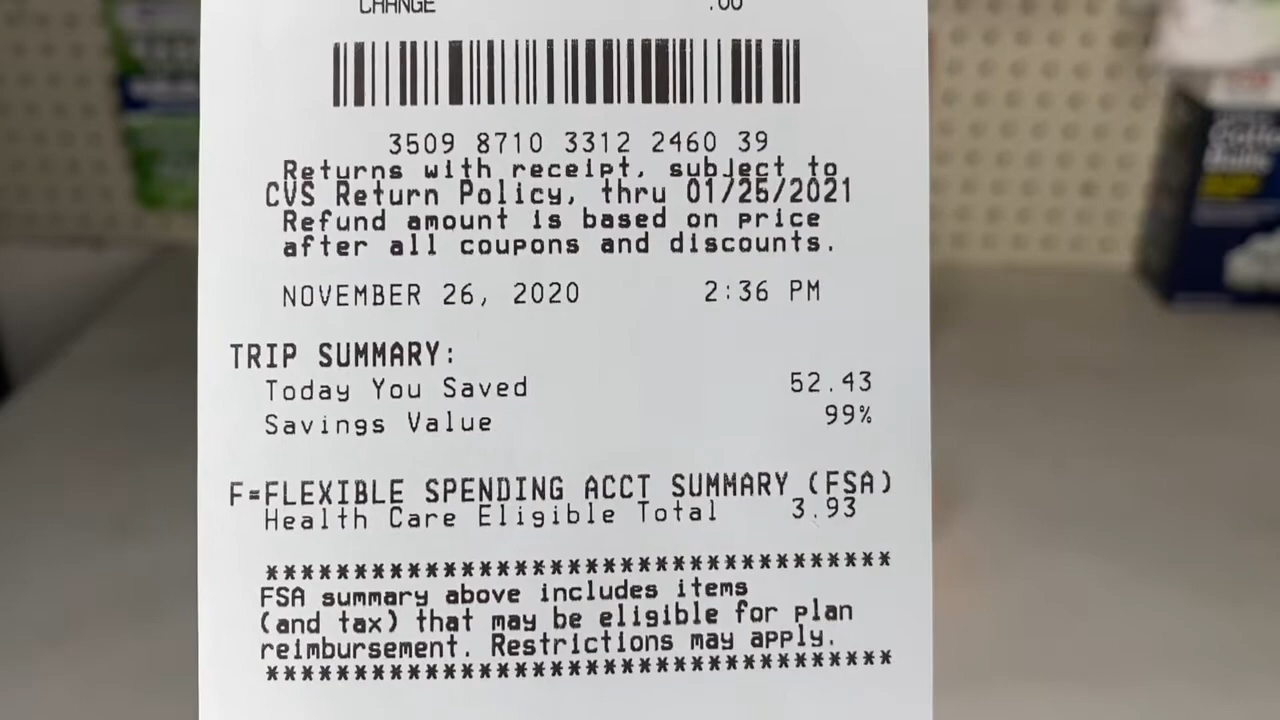 CHANGE .00
3509 8710 3312 2460 39
Returns with receipt, subject to
CVS Return Policy, thru 01/25/2021
Refund amount is based on price
after all coupons and discounts.
NOVEMBER 26, 2020 2:36 PM
TRIP SUMMARY:
Today You Saved 52.43
Savings Value 99%
F=FLEXIBLE SPENDING ACCT SUMMARY (FSA)
Health Care Eligible Total 3.93
************************************
FSA summary above includes items
(and tax) that may be eligible for plan
reimbursement. Restrictions may apply.
************************************